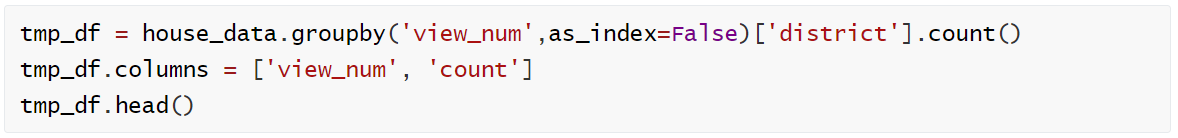 tmp_df = house_data.groupby('view_num',as_index=False)['district'].count()
tmp_df.columns = ['view_num', 'count']
tmp_df.head()